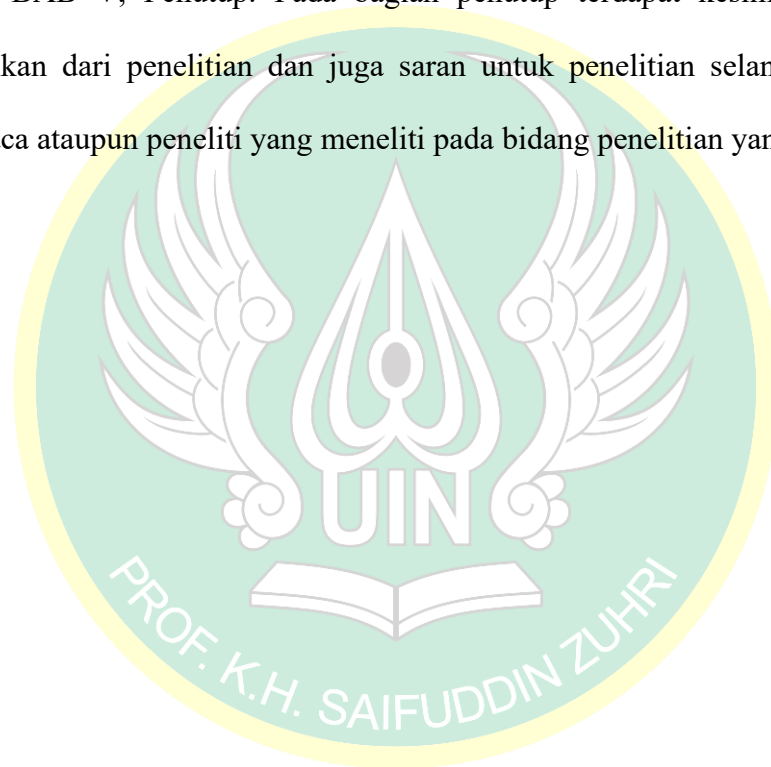 BAB V, Penutup. Pada bagian penutup terdapat
kan dari penelitian dan juga saran untuk penelitian selan
ca ataupun peneliti yang meneliti pada bidang penelitian yan
UIN
PROF. K.H. SAIFUDDIN ZUHRI